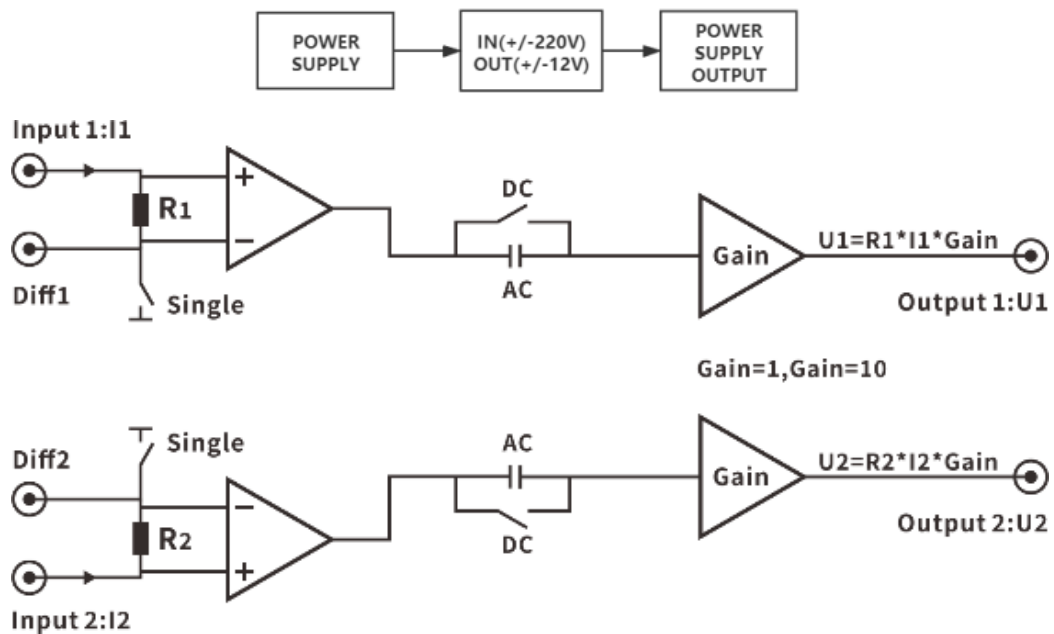 POWER
SUPPLY
IN(+/-220V)
OUT(+/-12V)
POWER
SUPPLY
OUTPUT
Input 1:I1
+
R1
−
Diff1
Single
DC
AC
Gain
U1=R1*I1*Gain
Output 1:U1
Gain=1,Gain=10
Single
Diff2
−
R2
+
Input 2:I2
AC
DC
Gain
U2=R2*I2*Gain
Output 2:U2